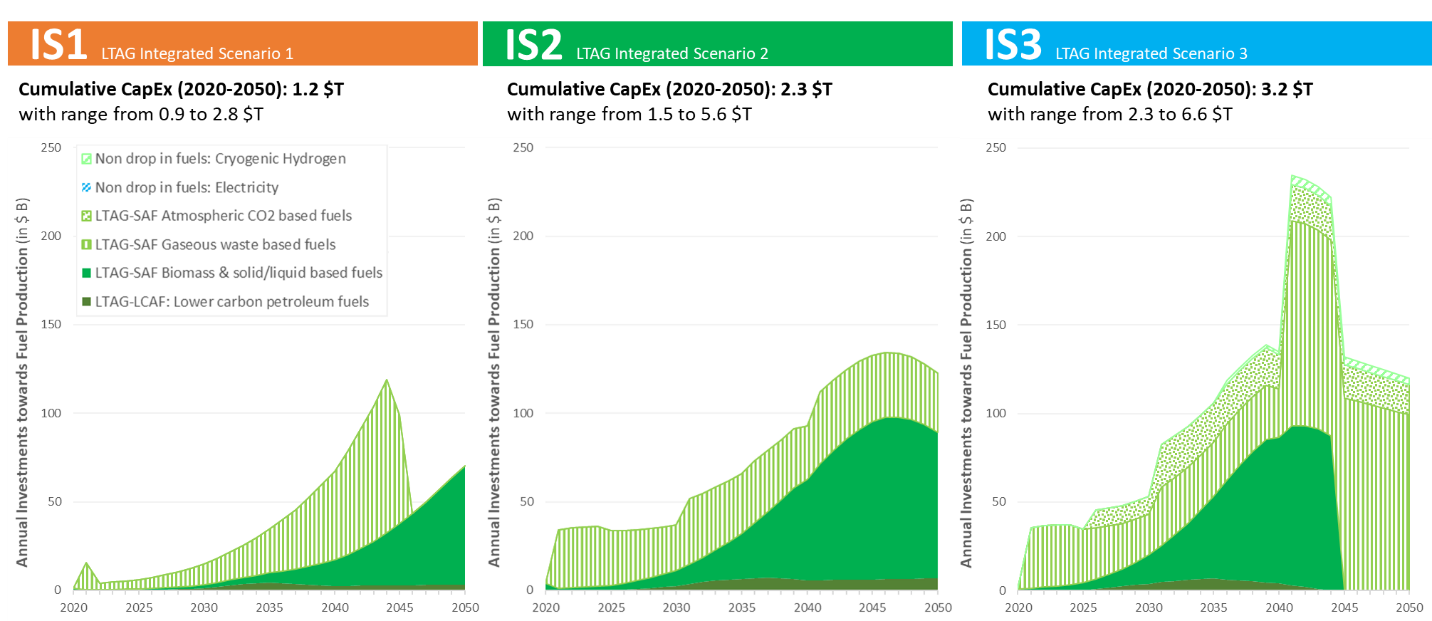 IS1 LTAG Integrated Scenario 1
Cumulative CapEx (2020-2050): 1.2 $T
with range from 0.9 to 2.8 $T
Annual Investments towards Fuel Production (in $ B)
250
200
150
100
50
0
Non drop in fuels: Cryogenic Hydrogen
Non drop in fuels: Electricity
LTAG-SAF Atmospheric CO2 based fuels
LTAG-SAF Gaseous waste based fuels
LTAG-SAF Biomass & solid/liquid based fuels
LTAG-LCAF: Lower carbon petroleum fuels
2020 2025 2030 2035 2040 2045 2050
IS2 LTAG Integrated Scenario 2
Cumulative CapEx (2020-2050): 2.3 $T
with range from 1.5 to 5.6 $T
Annual Investments towards Fuel Production (in $ B)
250
200
150
100
50
0
2020 2025 2030 2035 2040 2045 2050
IS3 LTAG Integrated Scenario 3
Cumulative CapEx (2020-2050): 3.2 $T
with range from 2.3 to 6.6 $T
Annual Investments towards Fuel Production (in $ B)
250
200
150
100
50
0
2020 2025 2030 2035 2040 2045 2050